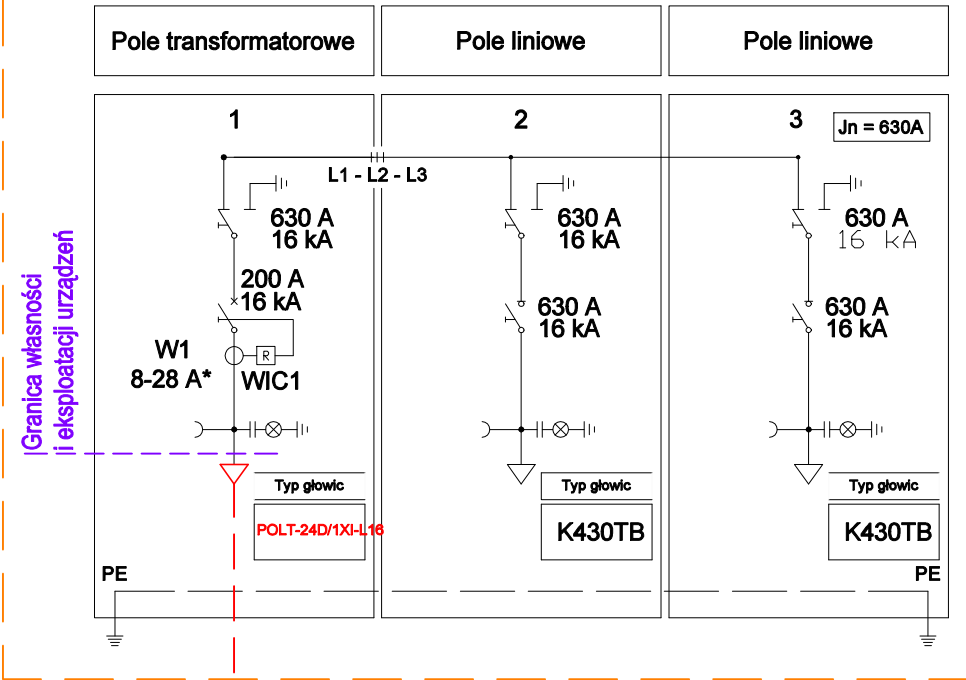 Pole transformatorowe
Pole liniowe
Pole liniowe
1
2
3
Jn = 630A
L1 - L2 - L3
630 A
16 kA
630 A
16 kA
630 A
16 kA
200 A
16 kA
630 A
16 kA
630 A
16 kA
W1
8-28 A*
R
WIC1
Granica własności
i eksploatacji urządzeń
Typ głowic
POLT-24D/1XI-L16
Typ głowic
K430TB
Typ głowic
K430TB
PE
PE